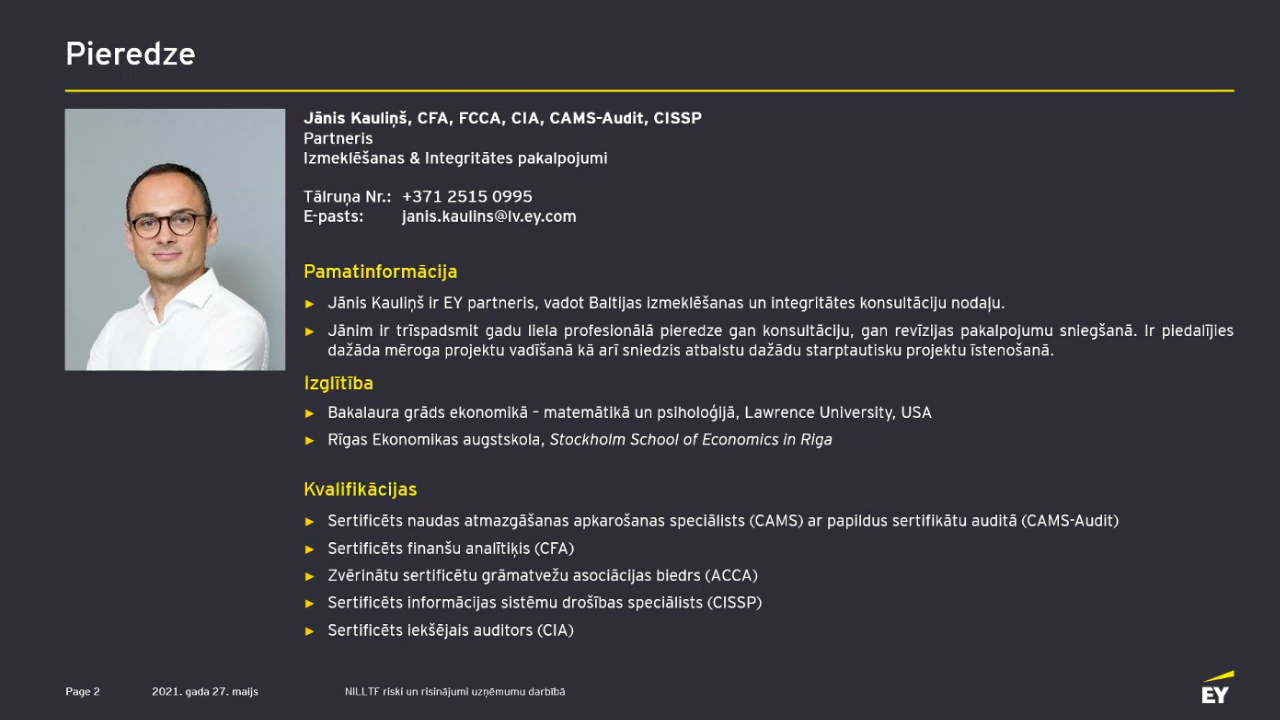 Pieredze
Jānis Kauliņš, CFA, FCCA, CIA, CAMS-Audit, CISSP
Partneris
Izmeklēšanas & Integritātes pakalpojumi
Tālruņa Nr.: +371 2515 0995
E-pasts: janis.kaulins@lv.ey.com
Pamatinformācija
► Jānis Kauliņš ir EY partneris, vadot Baltijas izmeklēšanas un integritātes konsultāciju nodaļu.
► Jānim ir trīspadsmit gadu liela profesionālā pieredze gan konsultāciju, gan revīzijas pakalpojumu sniegšanā. Ir piedalījies
dažāda mēroga projektu vadīšanā kā arī sniedzis atbalstu dažādu starptautisku projektu īstenošanā.
Izglītība
► Bakalaura grāds ekonomikā – matemātikā un psiholoģijā, Lawrence University, USA
► Rīgas Ekonomikas augstskola, Stockholm School of Economics in Riga
Kvalifikācijas
► Sertificēts naudas atmazgāšanas apkarošanas speciālists (CAMS) ar papildus sertifikātu auditā (CAMS-Audit)
► Sertificēts finanšu analītiķis (CFA)
► Zvērinātu sertificētu grāmatvežu asociācijas biedrs (ACCA)
► Sertificēts informācijas sistēmu drošības speciālists (CISSP)
► Sertificēts iekšējais auditors (CIA)
Page 2 2021. gada 27. maijs NILLTF riski un risinājumi uzņēmumu darbībā
EY